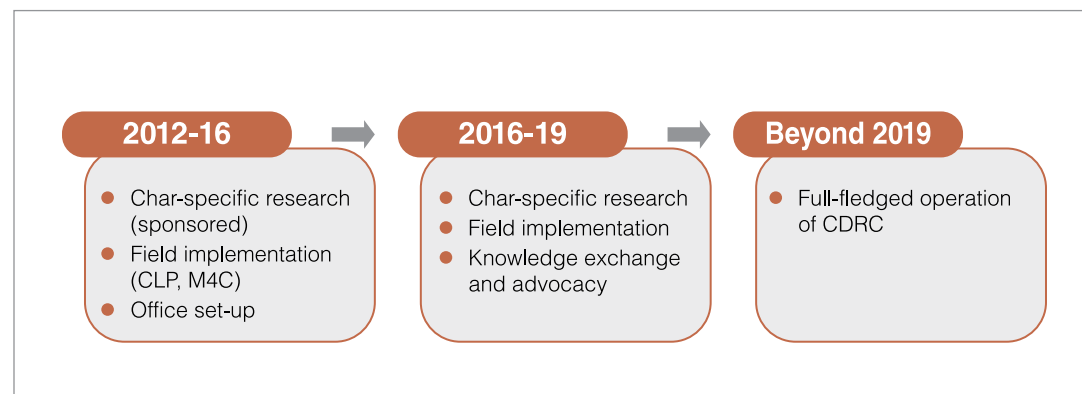 2012-16
Char-specific research
(sponsored)
Field implementation
(CLP, M4C)
Office set-up
2016-19
Char-specific research
Field implementation
Knowledge exchange
and advocacy
Beyond 2019
Full-fledged operation
of CDRC